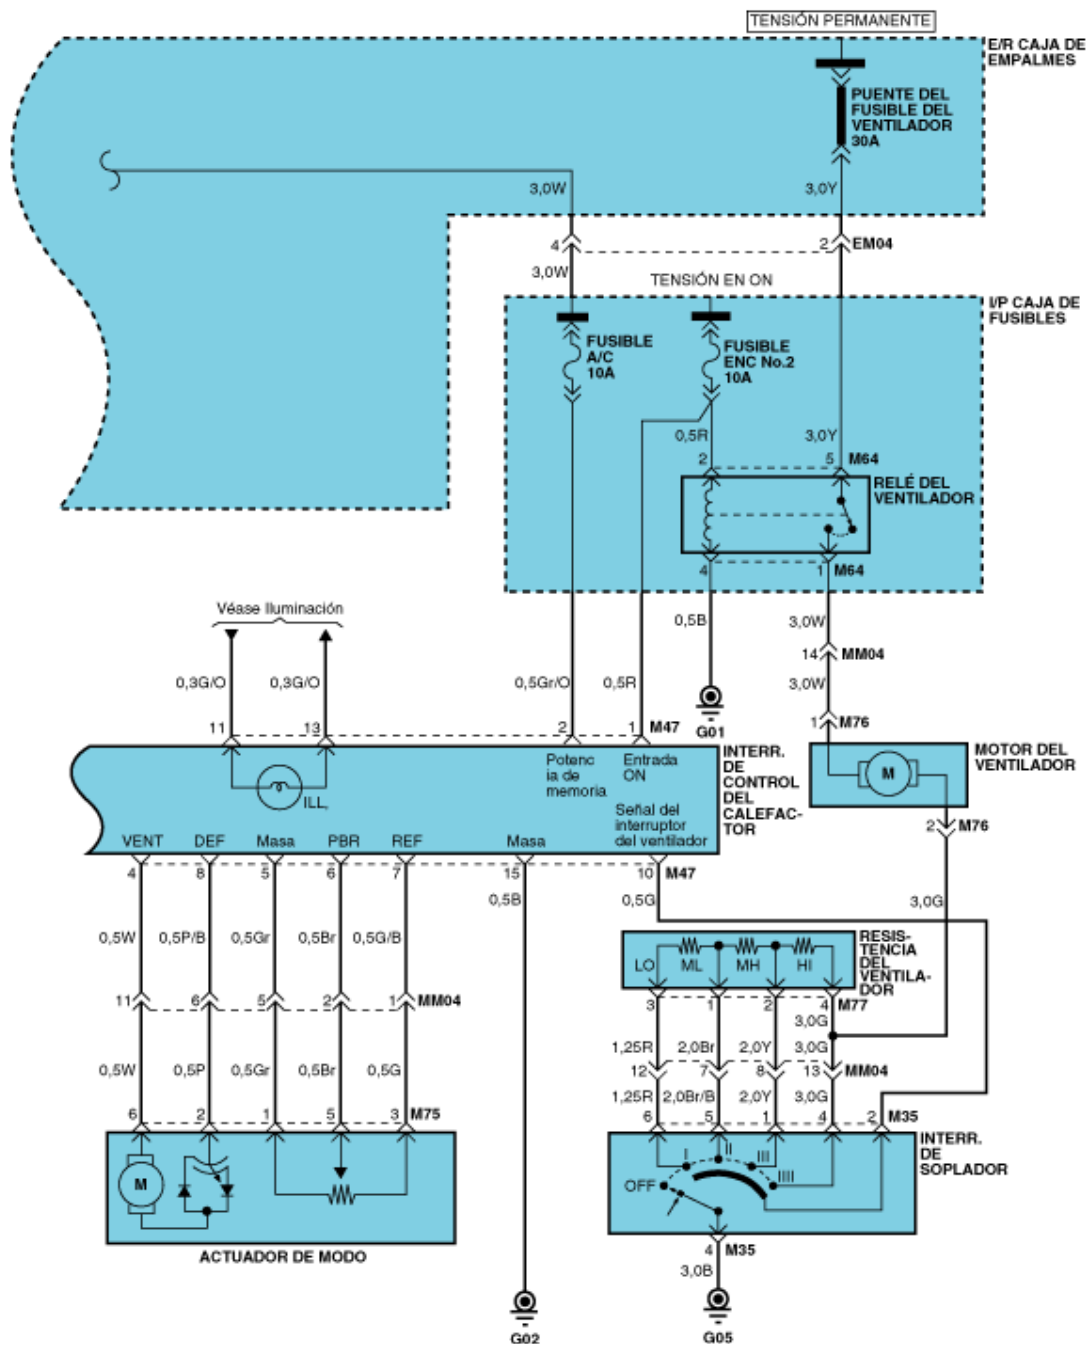 TENSIÓN PERMANENTE
E/R CAJA DE
EMPALMES
PUENTE DEL
FUSIBLE DEL
VENTILADOR
30A
3,0W
3,0Y
4
2
EM04
3,0W
TENSIÓN EN ON
I/P CAJA DE
FUSIBLES
FUSIBLE
A/C
10A
FUSIBLE
ENC No.2
10A
0,5R
3,0Y
2
5
M64
RELÉ DEL
VENTILADOR
4
1
M64
Véase Iluminación
0,5B
3,0W
14
MM04
0,3G/O
0,3G/O
0,5Gr/O
0,5R
3,0W
11
13
2
1
M47
G01
1
M76
INTERR.
DE
CONTROL
DEL
CALEFAC-
TOR
MOTOR DEL
VENTILADOR
Potenc
ia de
memoria
Entrada
ON
M
ILL,
Señal del
interruptor
del ventilador
2
M76
VENT
DEF
Masa
PBR
REF
Masa
4
8
5
6
7
15
10
M47
0,5B
0,5G
3,0G
0,5W
0,5P/B
0,5Gr
0,5Br
0,5G/B
RESIS-
TENCIA
DEL
VENTILA-
DOR
LO
ML
MH
HI
11
6
5
2
1
MM04
3
1
2
4
M77
3,0G
1,25R
2,0Br
2,0Y
3,0G
0,5W
0,5P
0,5Gr
0,5Br
0,5G
12
7
8
13
MM04
1,25R
2,0Br/B
2,0Y
3,0G
6
2
1
5
3
M75
6
5
1
4
2
M35
INTERR.
DE
SOPLADOR
I
II
III
IIII
OFF
M
ACTUADOR DE MODO
4
M35
3,0B
G02
G05